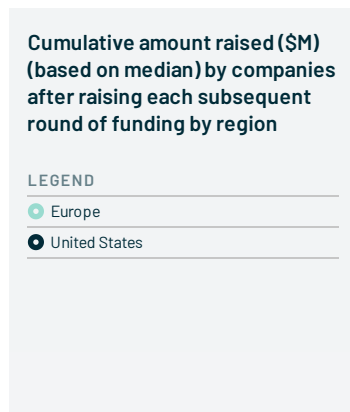 Cumulative amount raised ($M)
(based on median) by companies
after raising each subsequent
round of funding by region
LEGEND
Europe
United States